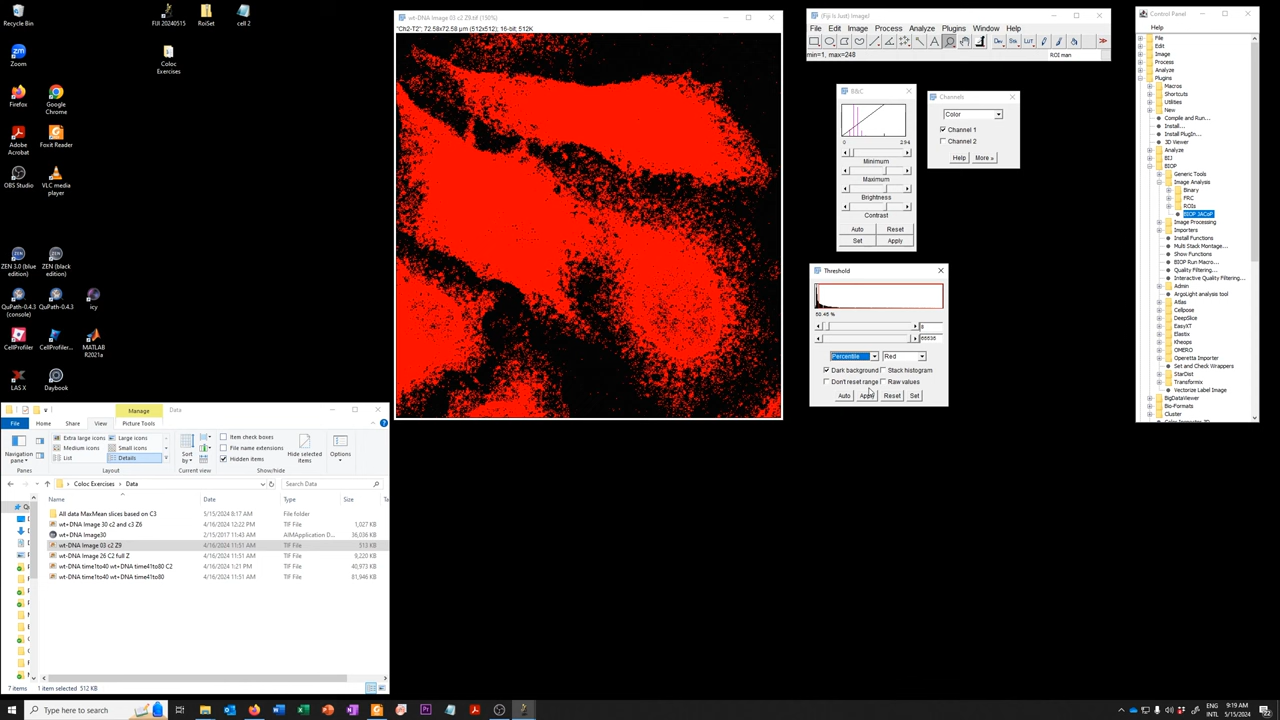 Recycle Bin
FIJI 20240515
RoiSet
cell 2
Zoom
Coloc Exercises
Firefox
Google Chrome
Adobe Acrobat
Foxit Reader
OBS Studio
VLC media player
ZEN 3.0 (blue edition)
ZEN (black edition)
QuPath-0.4.3
QuPath-0.4.3 (console)
icy
CellProfiler
CellProfiler...
MATLAB R2021a
LAS X
Daybook
wt-DNA Image 03 c2 Z9.tif (150%)
"Ch2-T2"; 72.58x72.58 µm (512x512); 16-bit; 512K
(Fiji Is Just) ImageJ
File Edit Image Process Analyze Plugins Window Help
Dev Stk LUT
min=1, max=248
ROI man
B&C
0 294
Minimum
Maximum
Brightness
Contrast
Auto Reset
Set Apply
Channels
Color
Channel 1
Channel 2
Help More »
Threshold
50.45 %
Percentile Red
Dark background Stack histogram
Don't reset range Raw values
Auto Apply Reset Set
Control Panel
Help
File
Edit
Image
Process
Analyze
Plugins
Macros
Shortcuts
Utilities
New
Compile and Run...
Install...
Install PlugIn...
3D Viewer
Analyze
BIJ
BIOP
Generic Tools
Image Analysis
Binary
FRC
ROIs
BIOP JACoP
Image Processing
Importers
Install Functions
Multi Stack Montage...
Show Functions
BIOP Run Macro...
Quality Filtering...
Interactive Quality Filtering...
Admin
ArgoLight analysis tool
Atlas
Cellpose
DeepSlice
EasyXT
Elastix
Kheops
OMERO
Operetta Importer
Set and Check Wrappers
StarDist
Transformix
Vectorize Label Image
BigDataViewer
Bio-Formats
Cluster
Manage Data
File Home Share View Picture Tools
Navigation pane
Extra large icons Large icons
Medium icons Small icons
List Details
Sort by
Item check boxes
File name extensions
Hidden items
Hide selected items
Options
Panes Layout Current view Show/hide
Coloc Exercises > Data
Search Data
Name Date Type Size
All data MaxMean slices based on C3 5/15/2024 8:17 AM File folder
wt+DNA Image 30 c2 and c3 Z6 4/16/2024 12:22 PM TIF File 1,027 KB
wt+DNA Image30 2/15/2017 11:43 AM AIMApplication D... 36,036 KB
wt-DNA Image 03 c2 Z9 4/16/2024 11:51 AM TIF File 513 KB
wt-DNA Image 26 C2 full Z 4/16/2024 11:51 AM TIF File 9,220 KB
wt-DNA time1to40 wt+DNA time41to80 C2 4/16/2024 1:21 PM TIF File 40,973 KB
wt-DNA time1to40 wt+DNA time41to80 4/16/2024 11:51 AM TIF File 81,946 KB
7 items 1 item selected 512 KB
Type here to search
ENG 9:19 AM
INTL 5/15/2024